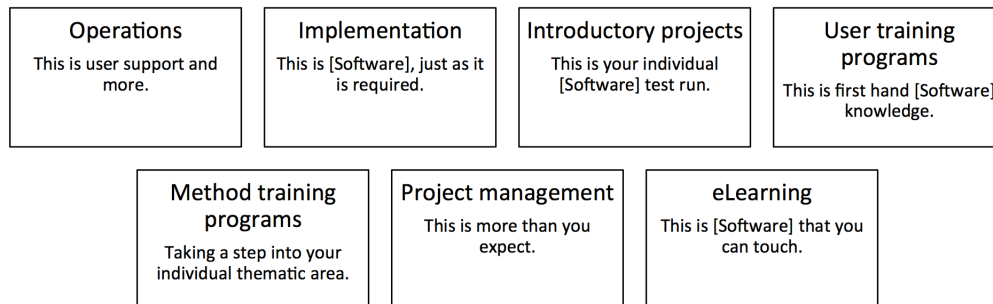 Operations
This is user support and
more.
Implementation
This is [Software], just as it
is required.
Introductory projects
This is your individual
[Software] test run.
User training
programs
This is first hand [Software]
knowledge.
Method training
programs
Taking a step into your
individual thematic area.
Project management
This is more than you
expect.
eLearning
This is [Software] that you
can touch.